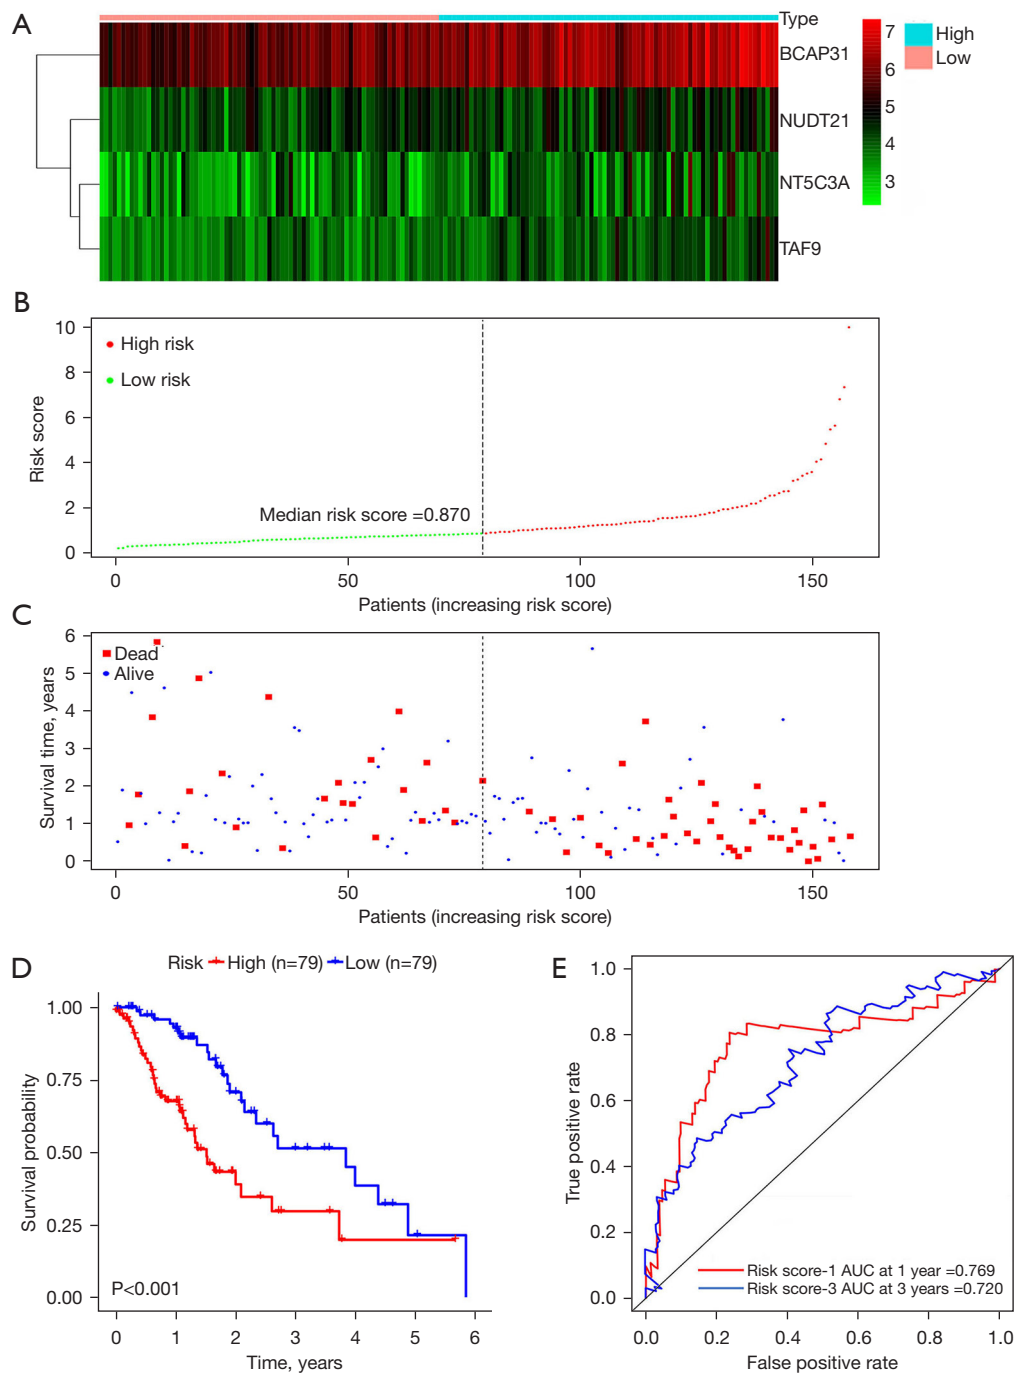 A
Type
BCAP31
NUDT21
NT5C3A
TAF9
7
6
5
4
3
High
Low
B
10
8
6
4
2
0
Risk score
High risk
Low risk
Median risk score =0.870
0 50 100 150
Patients (increasing risk score)
C
6
5
4
3
2
1
0
Survival time, years
Dead
Alive
0 50 100 150
Patients (increasing risk score)
D
Risk High (n=79) Low (n=79)
1.00
0.75
0.50
0.25
0.00
Survival probability
P<0.001
0 1 2 3 4 5 6
Time, years
E
1.0
0.8
0.6
0.4
0.2
0.0
True positive rate
Risk score-1 AUC at 1 year =0.769
Risk score-3 AUC at 3 years =0.720
0.0 0.2 0.4 0.6 0.8 1.0
False positive rate